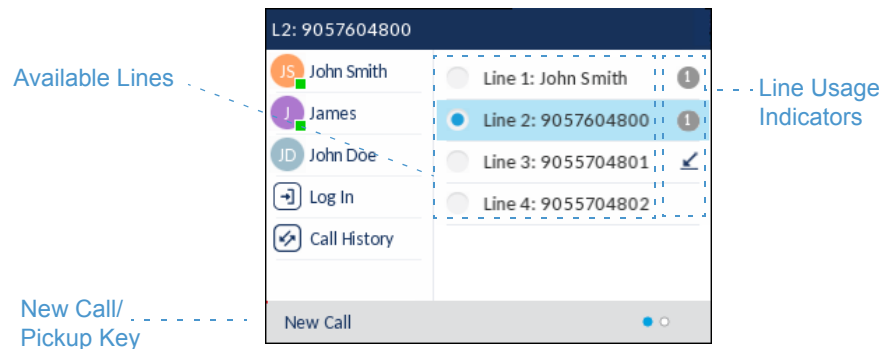 L2: 9057604800
Available Lines
JS John Smith
J James
JD John Doe
Log In
Call History
Line 1: John Smith 1
Line 2: 9057604800 1
Line 3: 9055704801
Line 4: 9055704802
Line Usage
Indicators
New Call/
Pickup Key
New Call